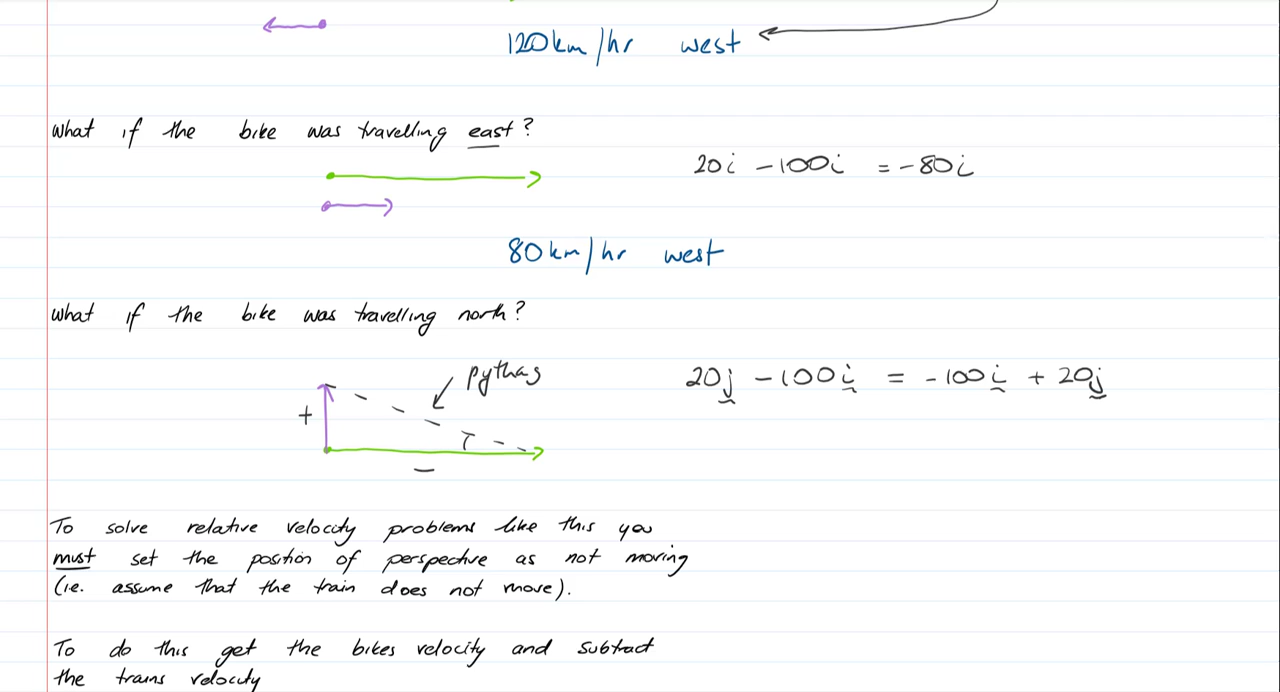 120km/hr west
What if the bike was travelling east?
20i - 100i = -80i
80km/hr west
What if the bike was travelling north?
pythag
20j - 100i = -100i + 20j
+
-
To solve relative velocity problems like this you
must set the position of perspective as not moving
(ie. assume that the train does not move).
To do this get the bikes velocity and subtract
the trains velocity